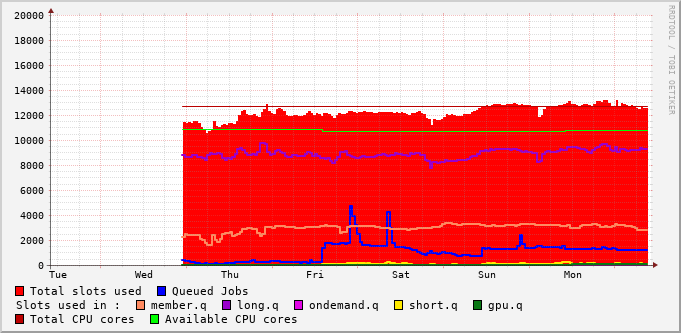 20000
18000
16000
14000
12000
10000
8000
6000
4000
2000
0
Tue Wed Thu Fri Sat Sun Mon
RRDTOOL / TOBI OETIKER
Total slots used Queued Jobs
Slots used in : member.q long.q ondemand.q short.q gpu.q
Total CPU cores Available CPU cores